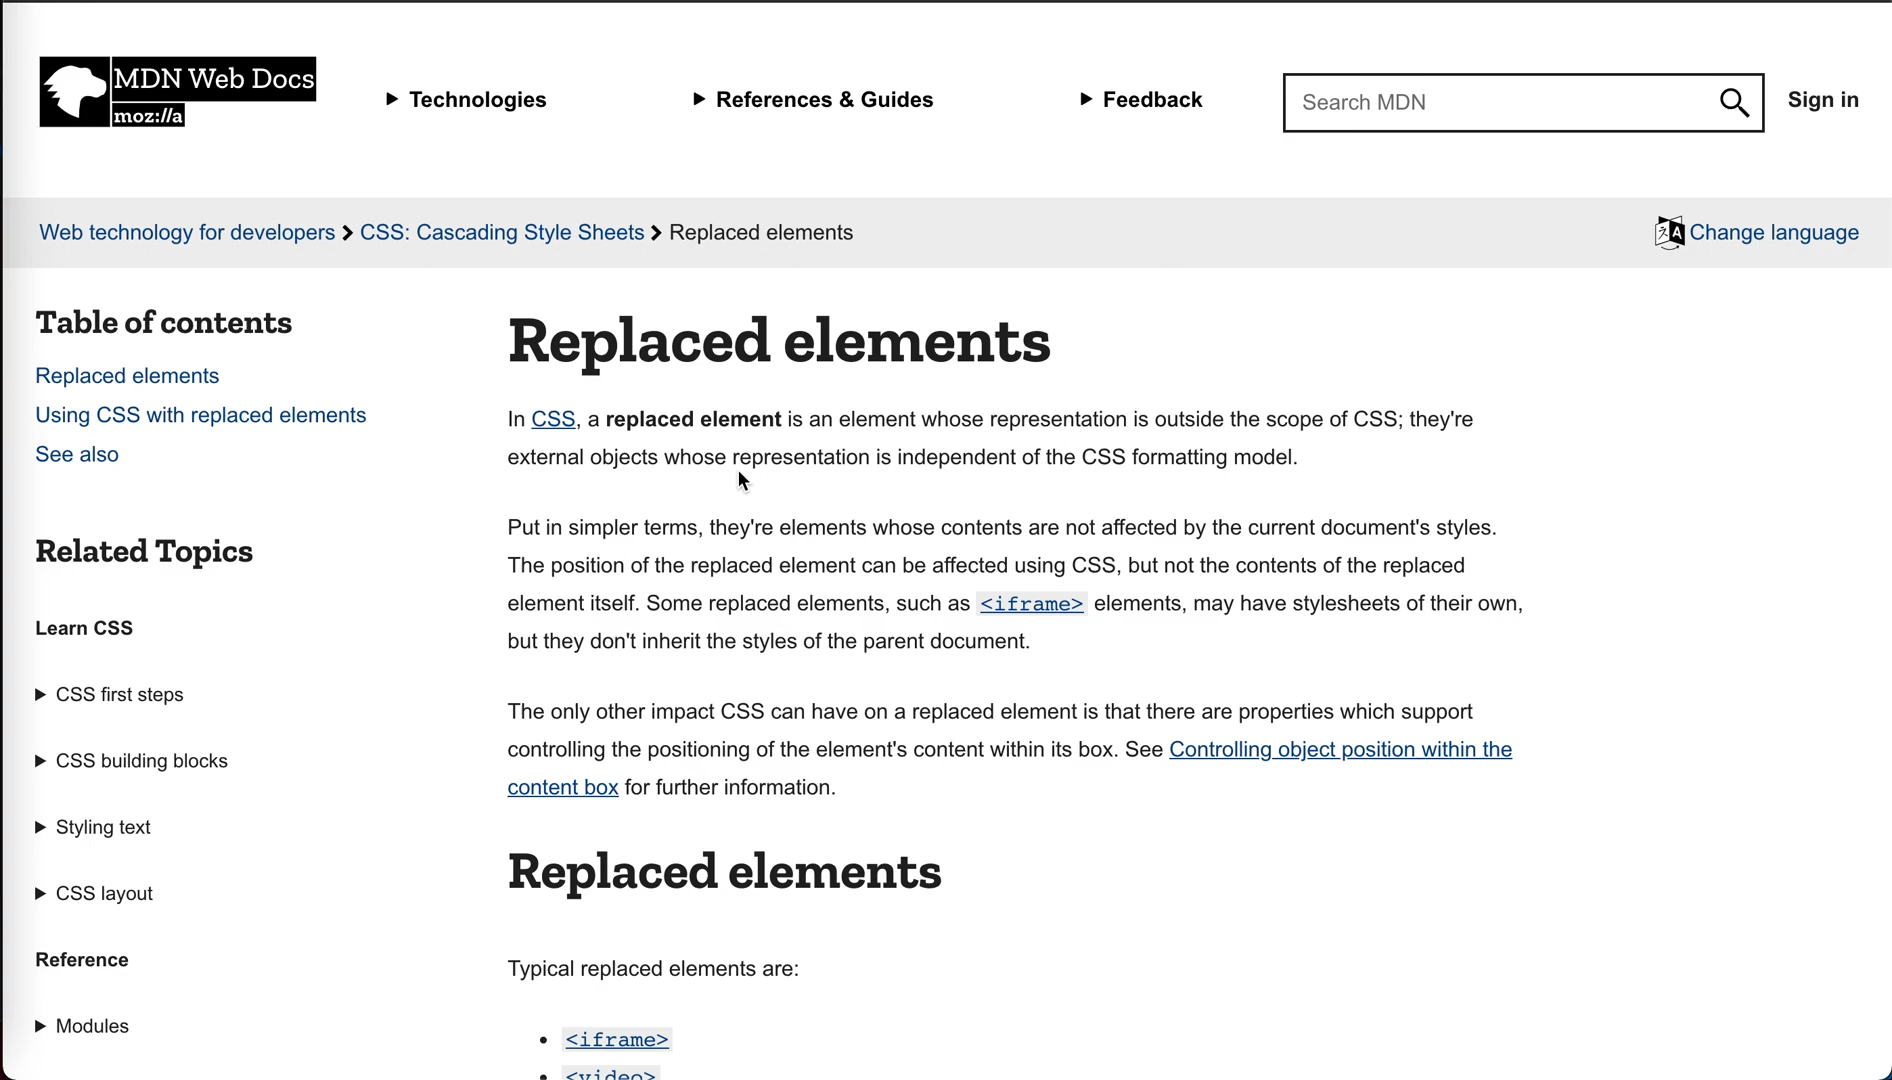 MDN Web Docs
moz://a
Technologies
References & Guides
Feedback
Search MDN
Sign in
Web technology for developers
CSS: Cascading Style Sheets
Replaced elements
Change language
Table of contents
Replaced elements
Using CSS with replaced elements
See also
Related Topics
Learn CSS
CSS first steps
CSS building blocks
Styling text
CSS layout
Reference
Modules
Replaced elements
In CSS, a replaced element is an element whose representation is outside the scope of CSS; they're
external objects whose representation is independent of the CSS formatting model.
Put in simpler terms, they're elements whose contents are not affected by the current document's styles.
The position of the replaced element can be affected using CSS, but not the contents of the replaced
element itself. Some replaced elements, such as <iframe> elements, may have stylesheets of their own,
but they don't inherit the styles of the parent document.
The only other impact CSS can have on a replaced element is that there are properties which support
controlling the positioning of the element's content within its box. See Controlling object position within the
content box for further information.
Replaced elements
Typical replaced elements are:
<iframe>
<video>